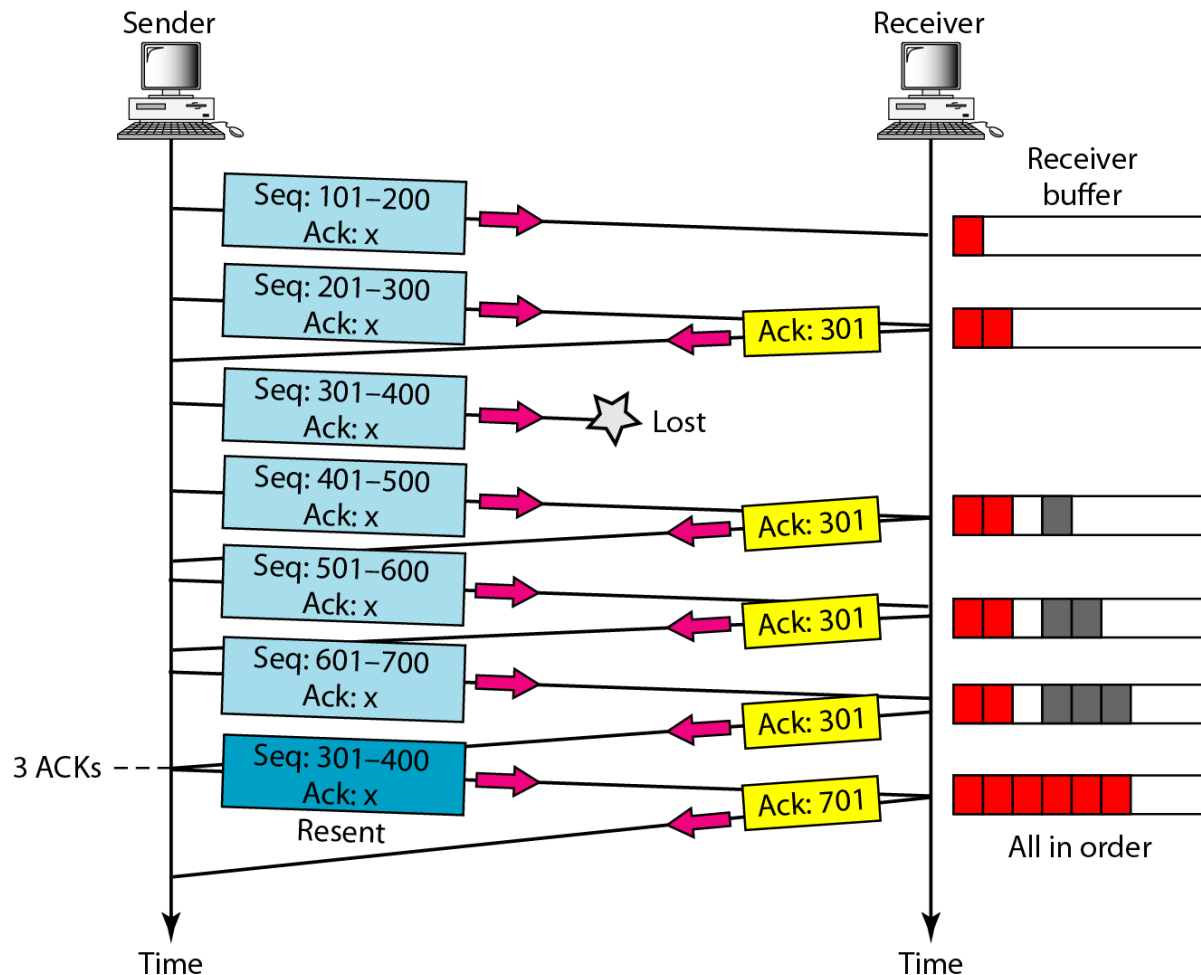 Sender
Receiver
Receiver
buffer
Seq: 101–200
Ack: x
Seq: 201–300
Ack: x
Ack: 301
Seq: 301–400
Ack: x
Lost
Seq: 401–500
Ack: x
Ack: 301
Seq: 501–600
Ack: x
Ack: 301
Seq: 601–700
Ack: x
Ack: 301
3 ACKs
Seq: 301–400
Ack: x
Resent
Ack: 701
All in order
Time
Time